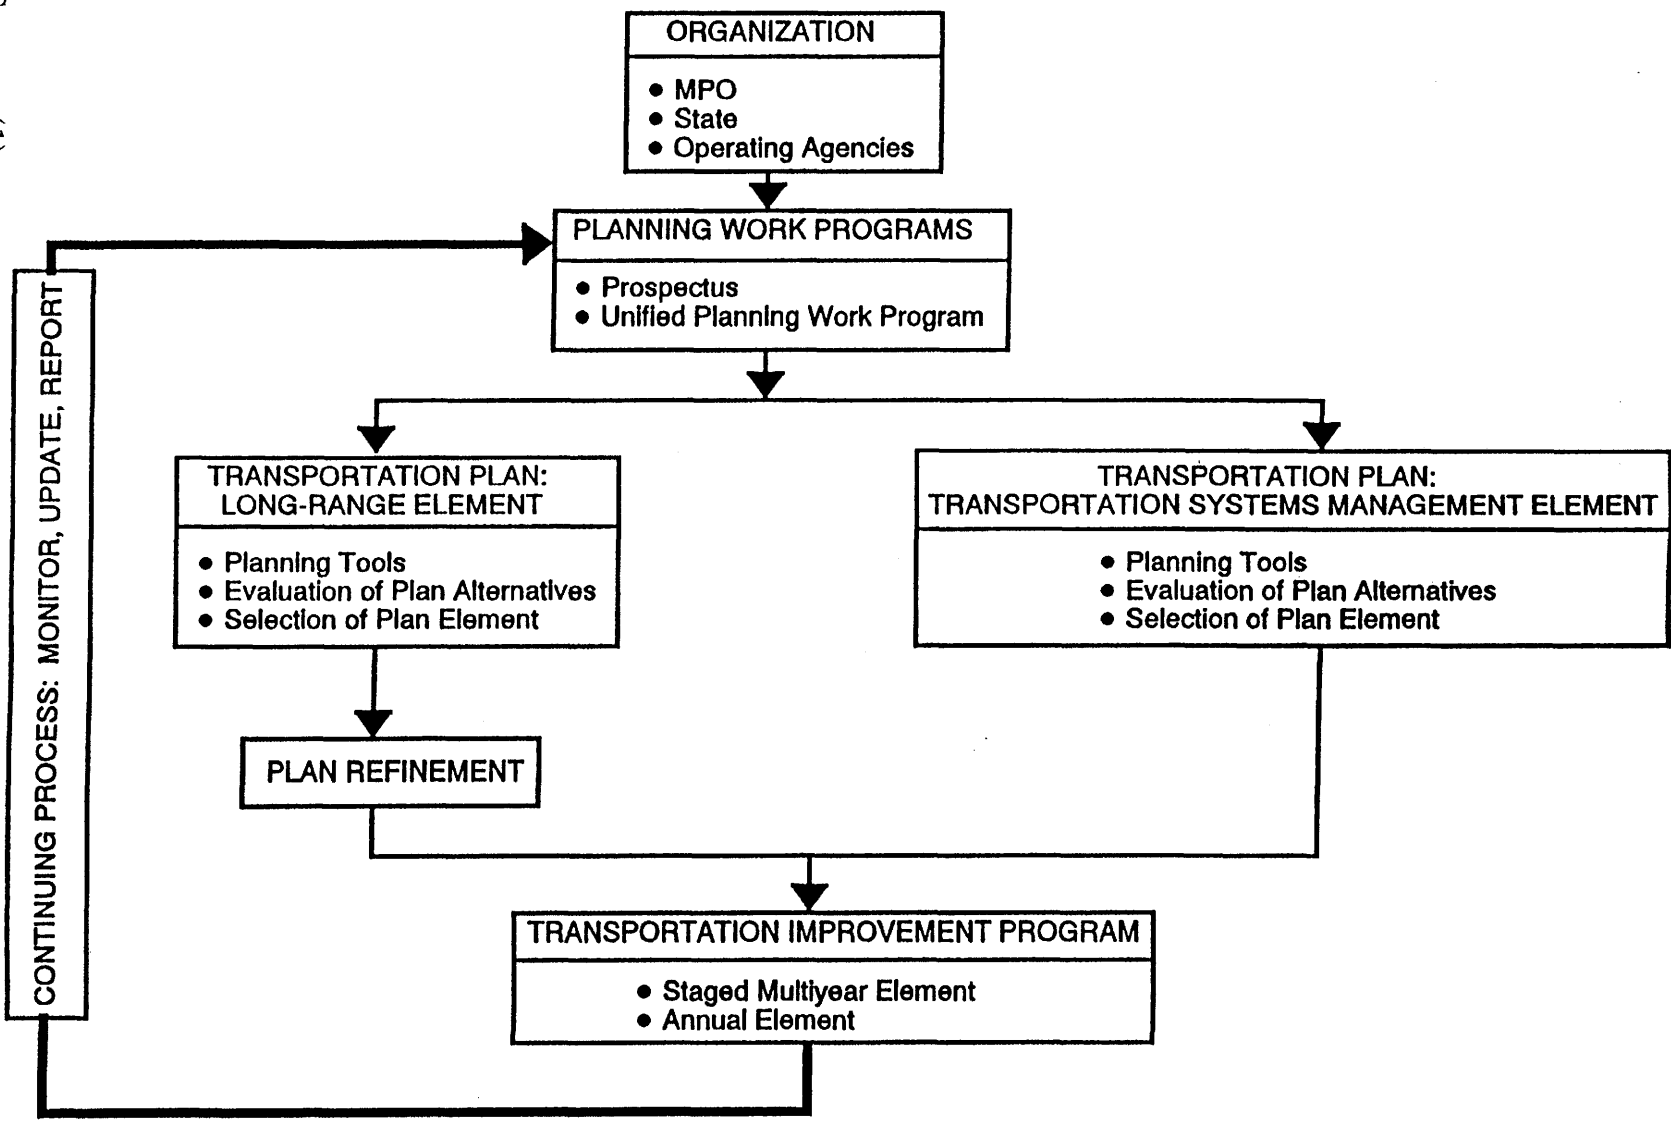 ORGANIZATION
● MPO
● State
● Operating Agencies
PLANNING WORK PROGRAMS
● Prospectus
● Unified Planning Work Program
CONTINUING PROCESS: MONITOR, UPDATE, REPORT
TRANSPORTATION PLAN:
LONG-RANGE ELEMENT
● Planning Tools
● Evaluation of Plan Alternatives
● Selection of Plan Element
TRANSPORTATION PLAN:
TRANSPORTATION SYSTEMS MANAGEMENT ELEMENT
● Planning Tools
● Evaluation of Plan Alternatives
● Selection of Plan Element
PLAN REFINEMENT
TRANSPORTATION IMPROVEMENT PROGRAM
● Staged Multiyear Element
● Annual Element